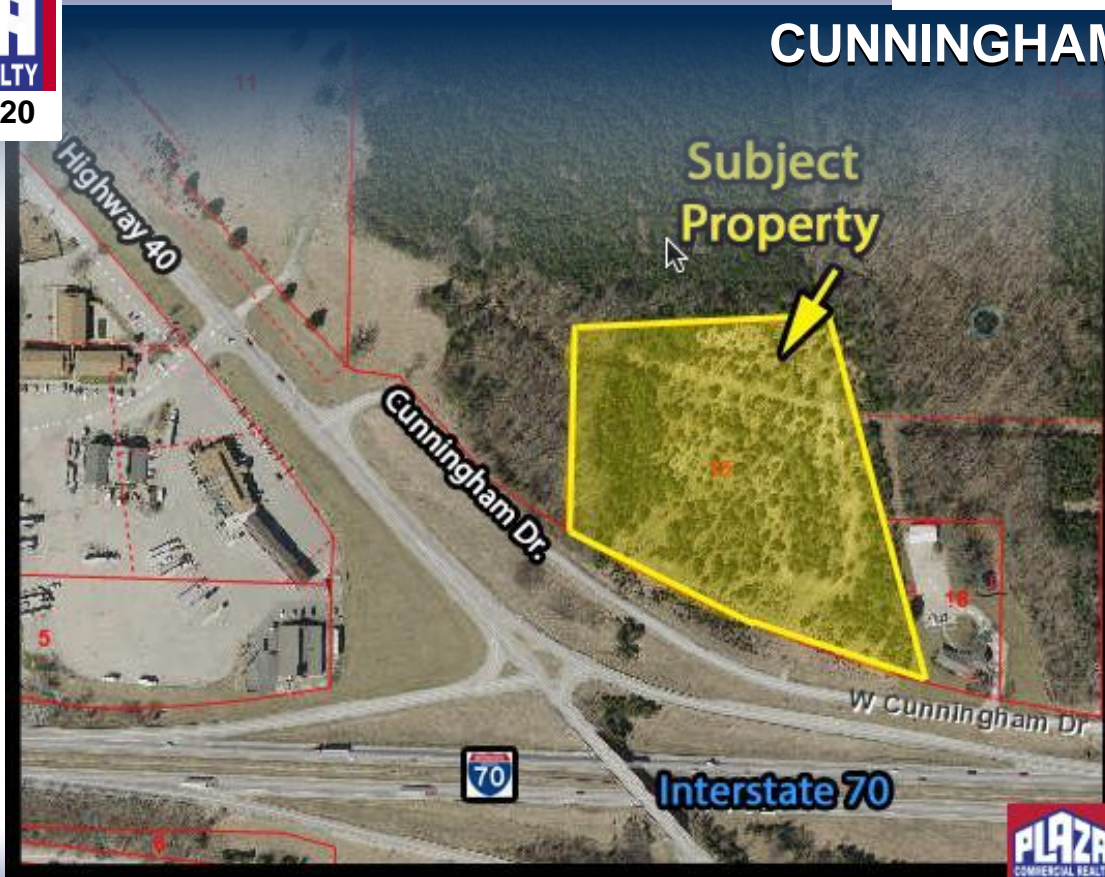 LTY
20
CUNNINGHAM
11
Highway 40
Subject
Property
Cunningham Dr.
16
5
W Cunningham Dr
70
Interstate 70
6
PLAZA
COMMERCIAL REALTY